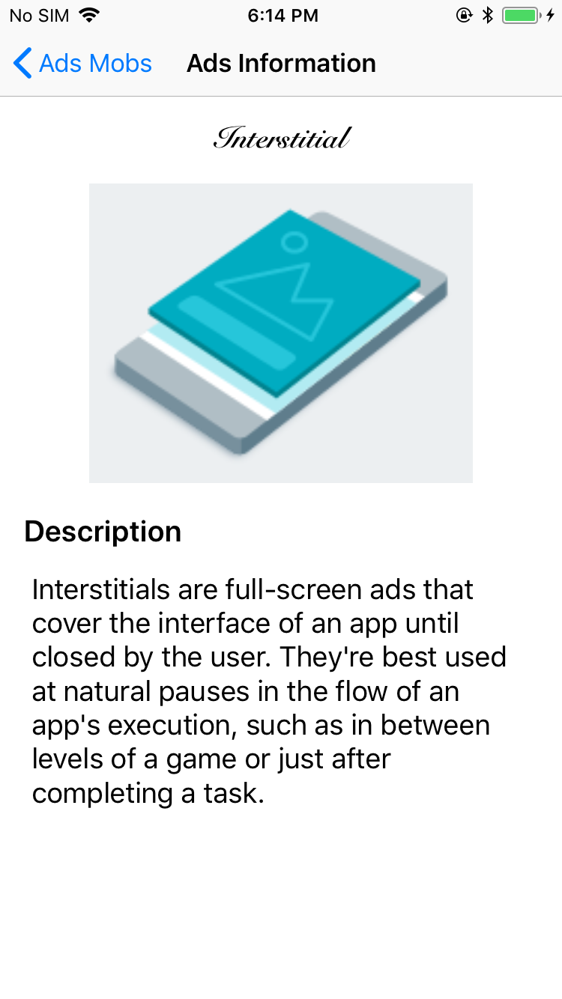 No SIM 6:14 PM
Ads Mobs Ads Information
Interstitial
Description
Interstitials are full-screen ads that
cover the interface of an app until
closed by the user. They're best used
at natural pauses in the flow of an
app's execution, such as in between
levels of a game or just after
completing a task.